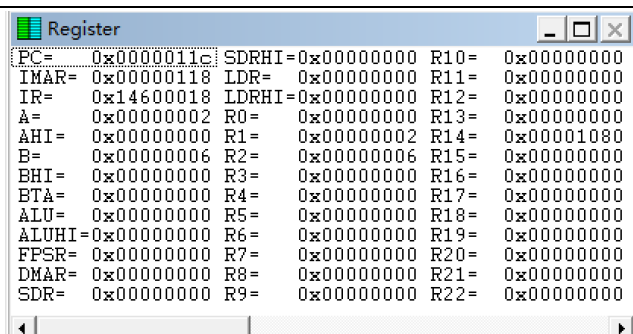 Register
PC= 0x0000011c SDRHI=0x00000000 R10= 0x00000000
IMAR= 0x00000118 LDR= 0x00000000 R11= 0x00000000
IR= 0x14600018 LDRHI=0x00000000 R12= 0x00000000
A= 0x00000002 R0= 0x00000000 R13= 0x00000000
AHI= 0x00000000 R1= 0x00000002 R14= 0x00001080
B= 0x00000006 R2= 0x00000006 R15= 0x00000000
BHI= 0x00000000 R3= 0x00000000 R16= 0x00000000
BTA= 0x00000000 R4= 0x00000000 R17= 0x00000000
ALU= 0x00000000 R5= 0x00000000 R18= 0x00000000
ALUHI=0x00000000 R6= 0x00000000 R19= 0x00000000
FPSR= 0x00000000 R7= 0x00000000 R20= 0x00000000
DMAR= 0x00000000 R8= 0x00000000 R21= 0x00000000
SDR= 0x00000000 R9= 0x00000000 R22= 0x00000000